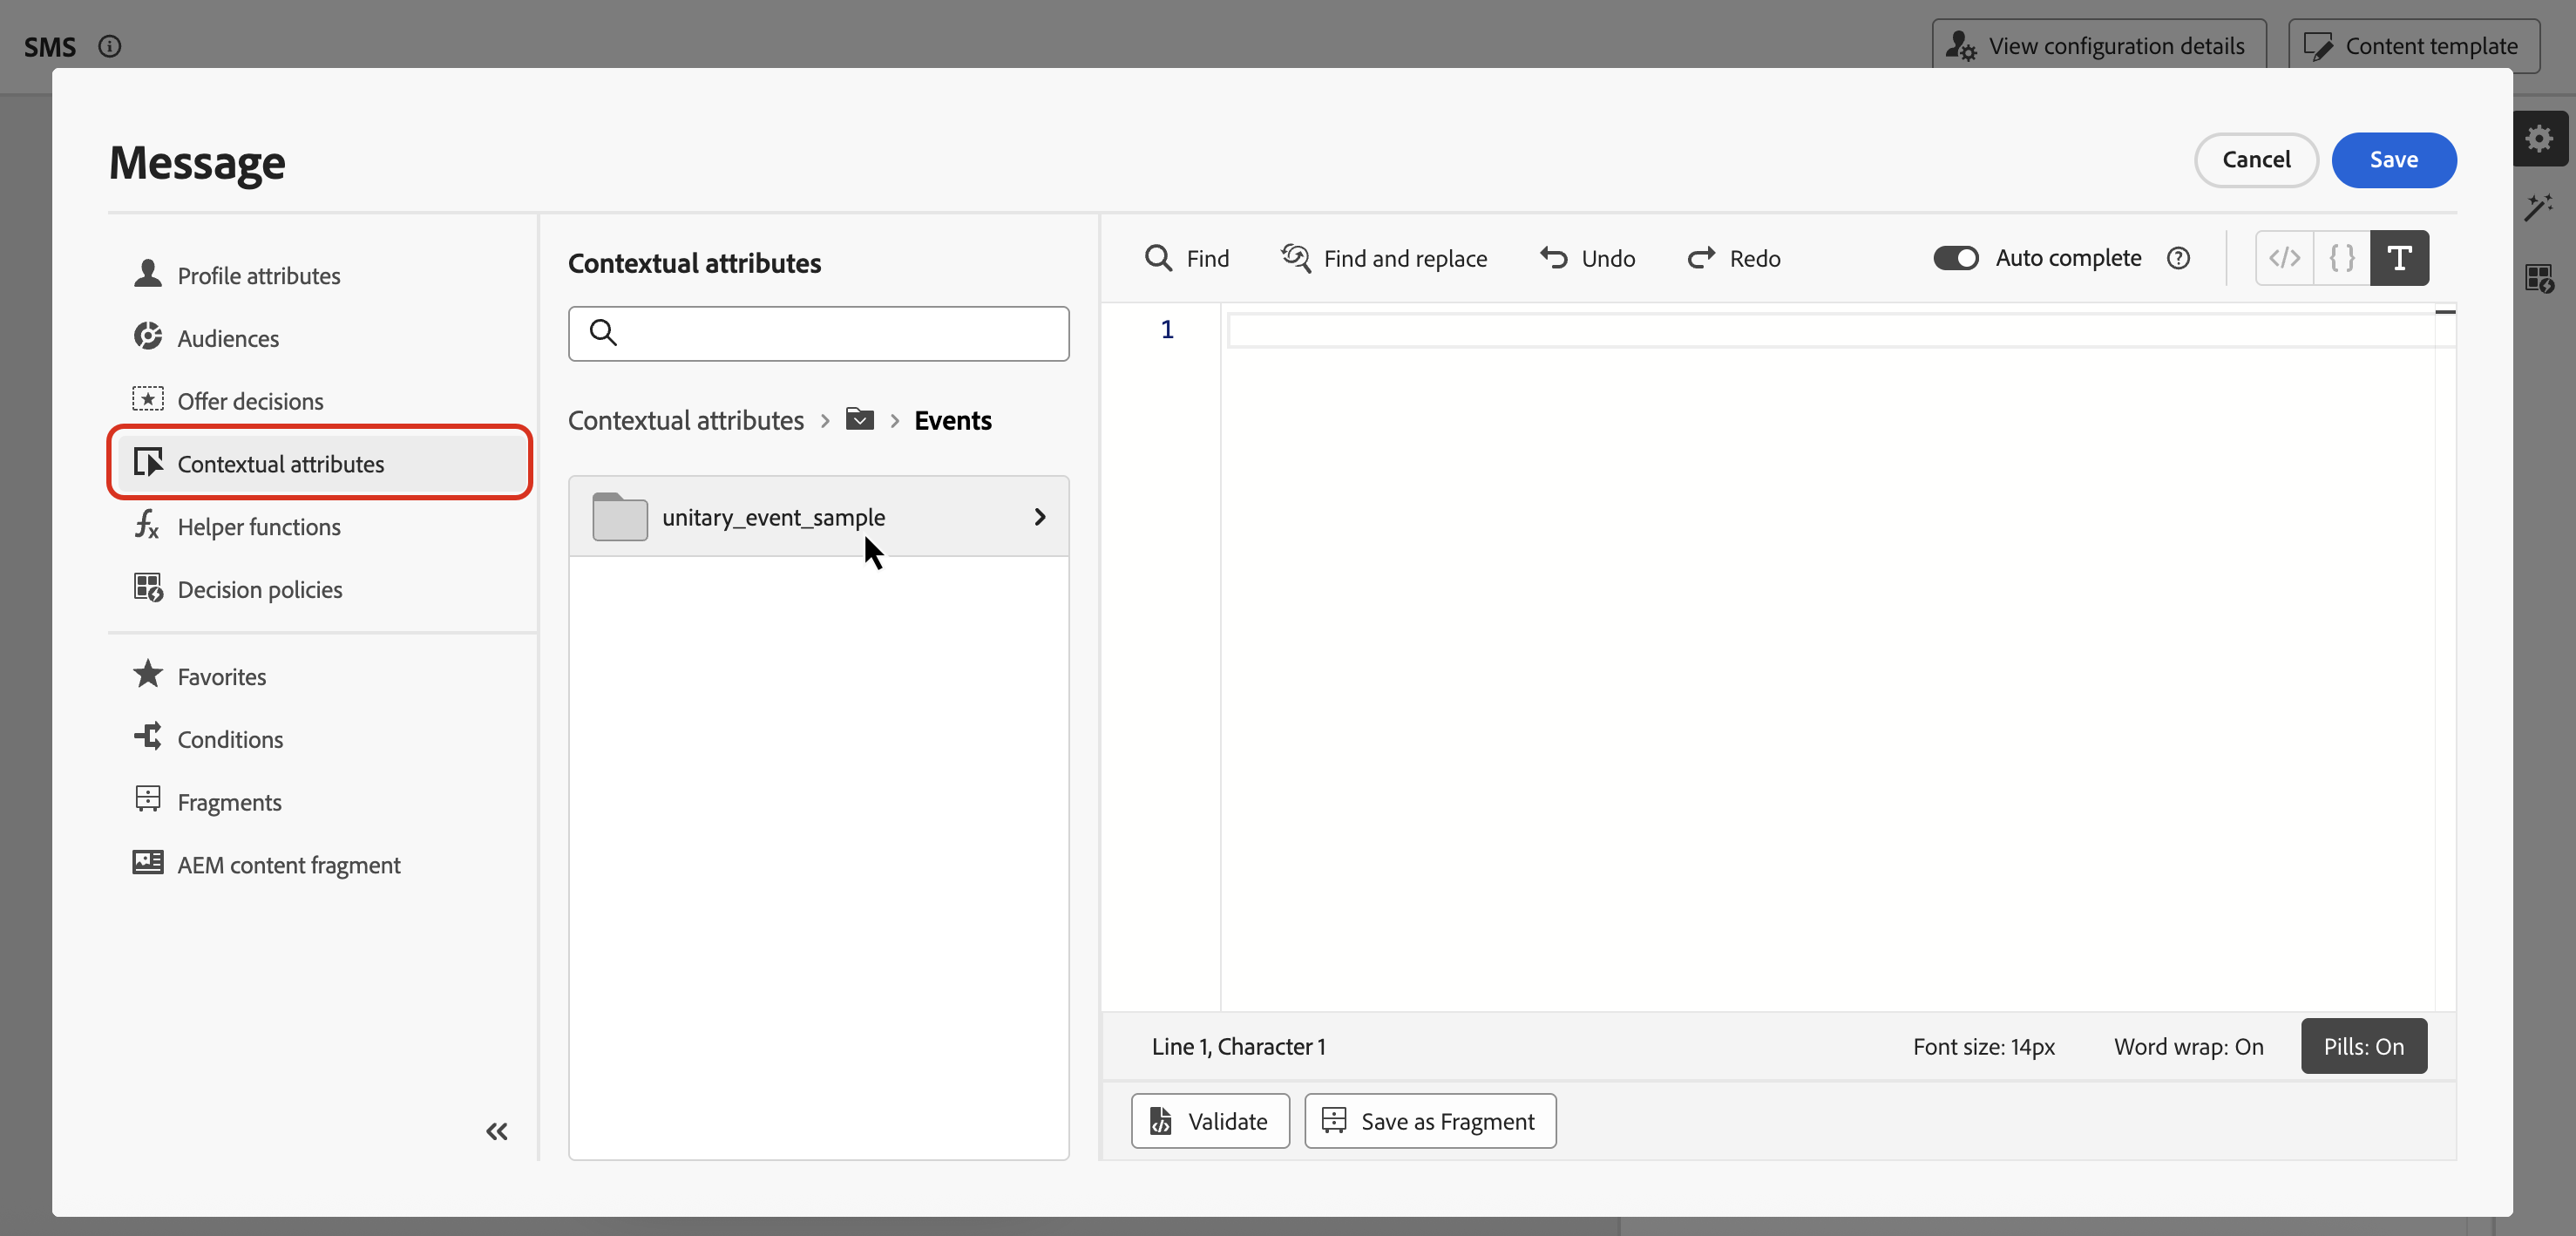 SMS
View configuration details
Content template
Message
Cancel
Save
Profile attributes
Audiences
Offer decisions
Contextual attributes
Helper functions
Decision policies
Favorites
Conditions
Fragments
AEM content fragment
Contextual attributes
Contextual attributes > > Events
unitary_event_sample
Find
Find and replace
Undo
Redo
Auto complete
1
Line 1, Character 1
Font size: 14px
Word wrap: On
Pills: On
Validate
Save as Fragment